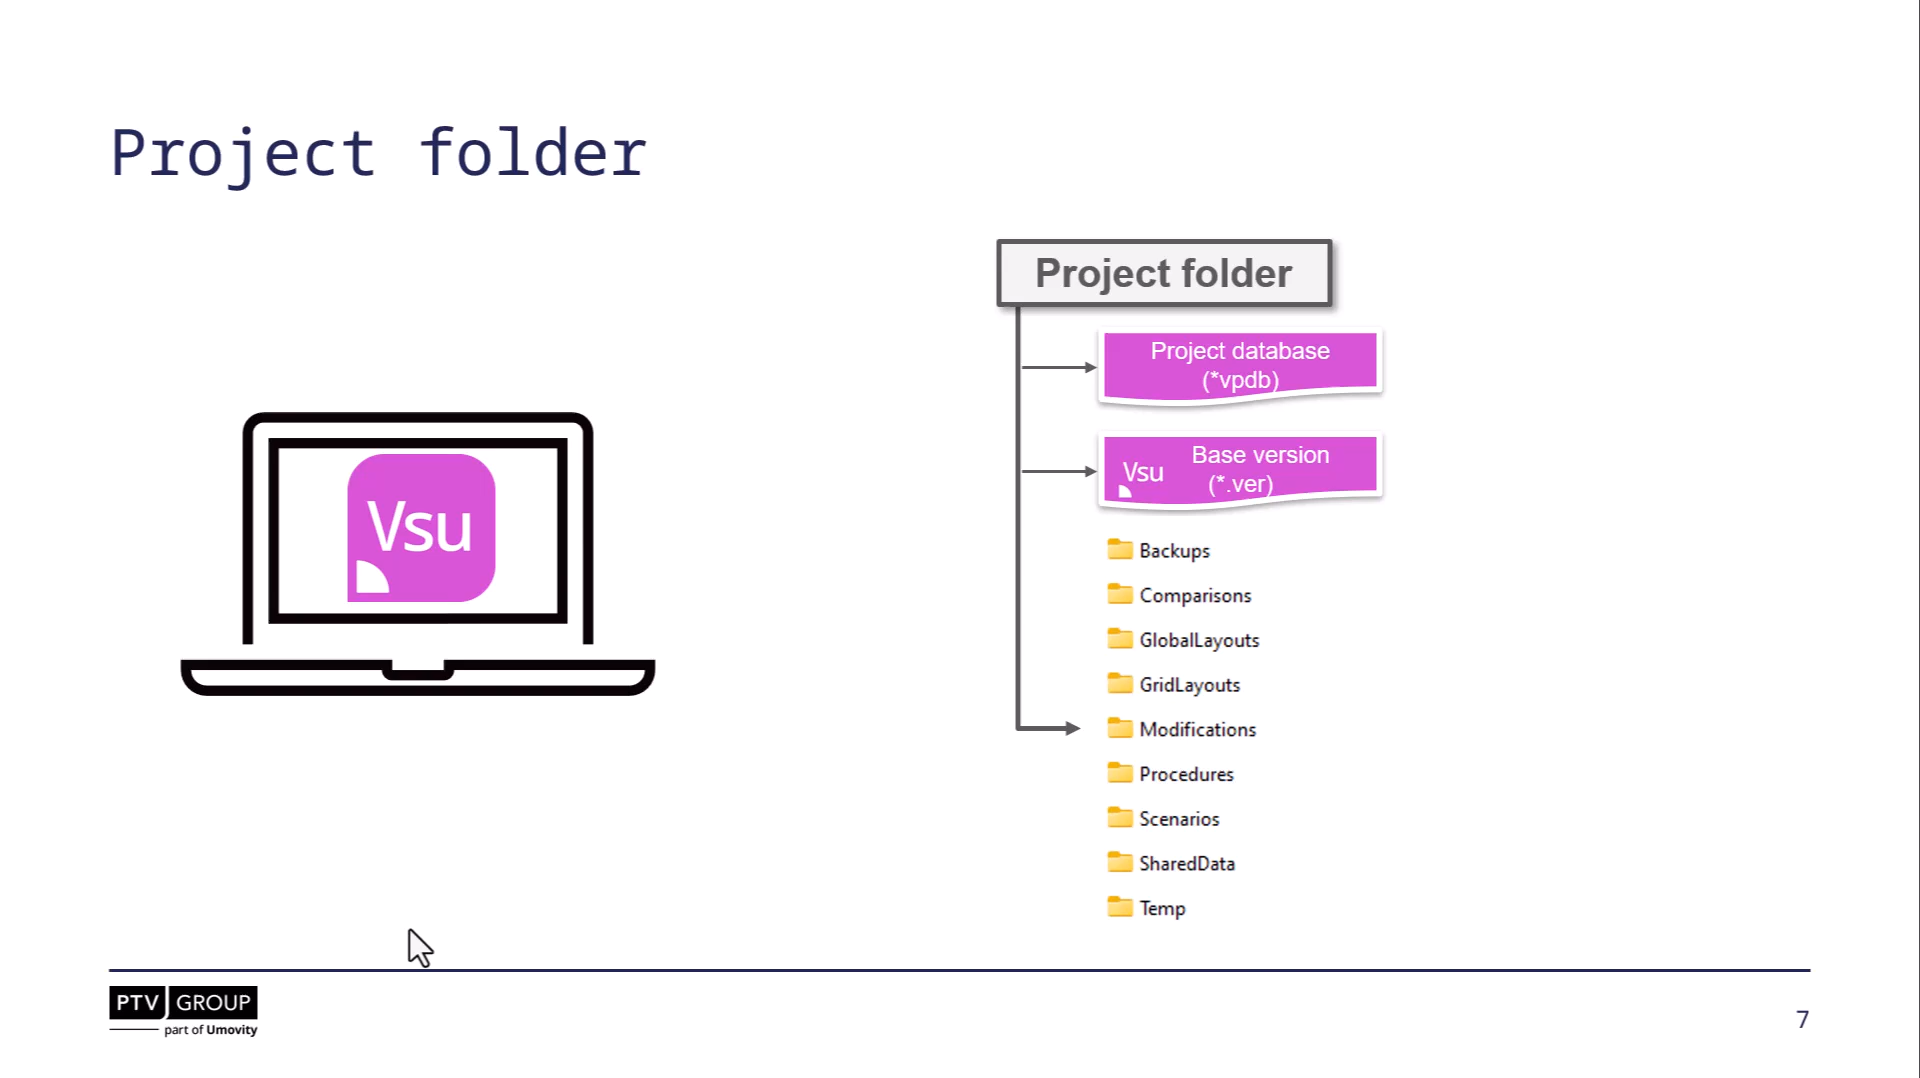 Project folder
Project folder
Project database
(*vpdb)
Vsu
Base version
(*.ver)
Vsu
Backups
Comparisons
GlobalLayouts
GridLayouts
Modifications
Procedures
Scenarios
SharedData
Temp
PTV GROUP
part of Umovity
7